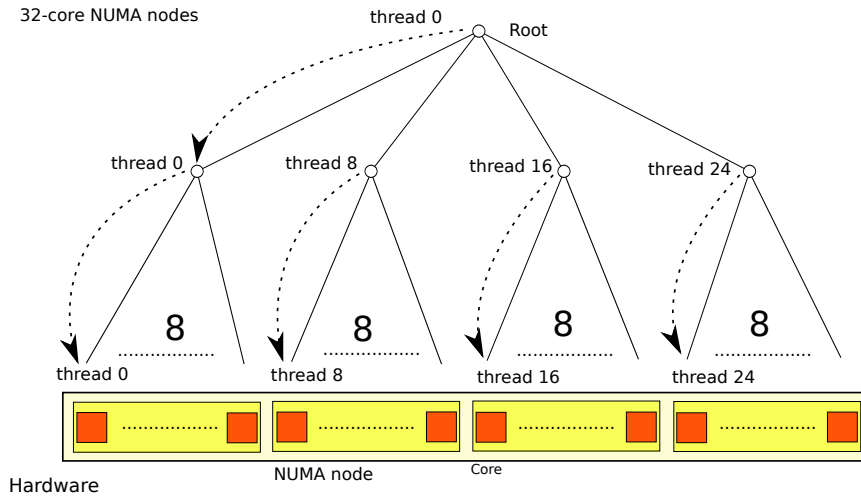 32-core NUMA nodes
thread 0
Root
thread 0
thread 8
thread 16
thread 24
8
8
8
8
thread 0
thread 8
thread 16
thread 24
NUMA node
Core
Hardware